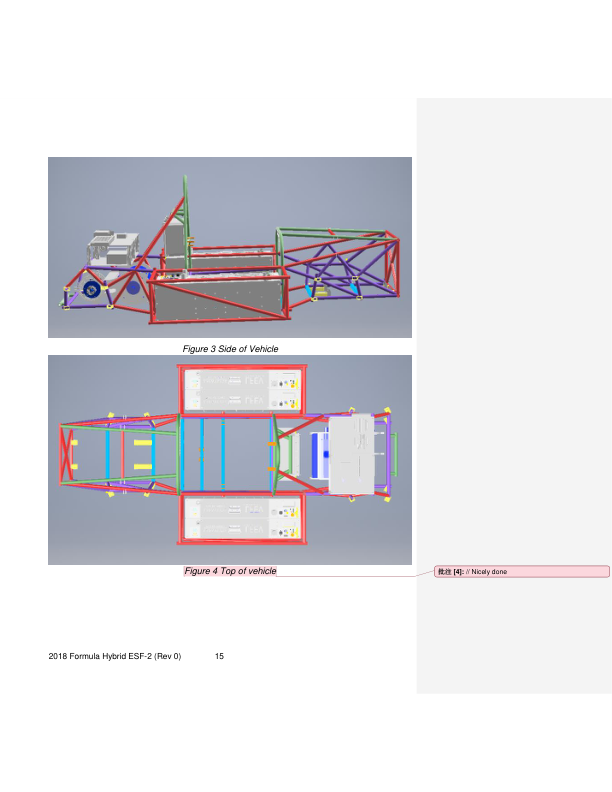 Figure 3 Side of Vehicle
Figure 4 Top of vehicle
批注 [4]: // Nicely done
2018 Formula Hybrid ESF-2 (Rev 0) 15